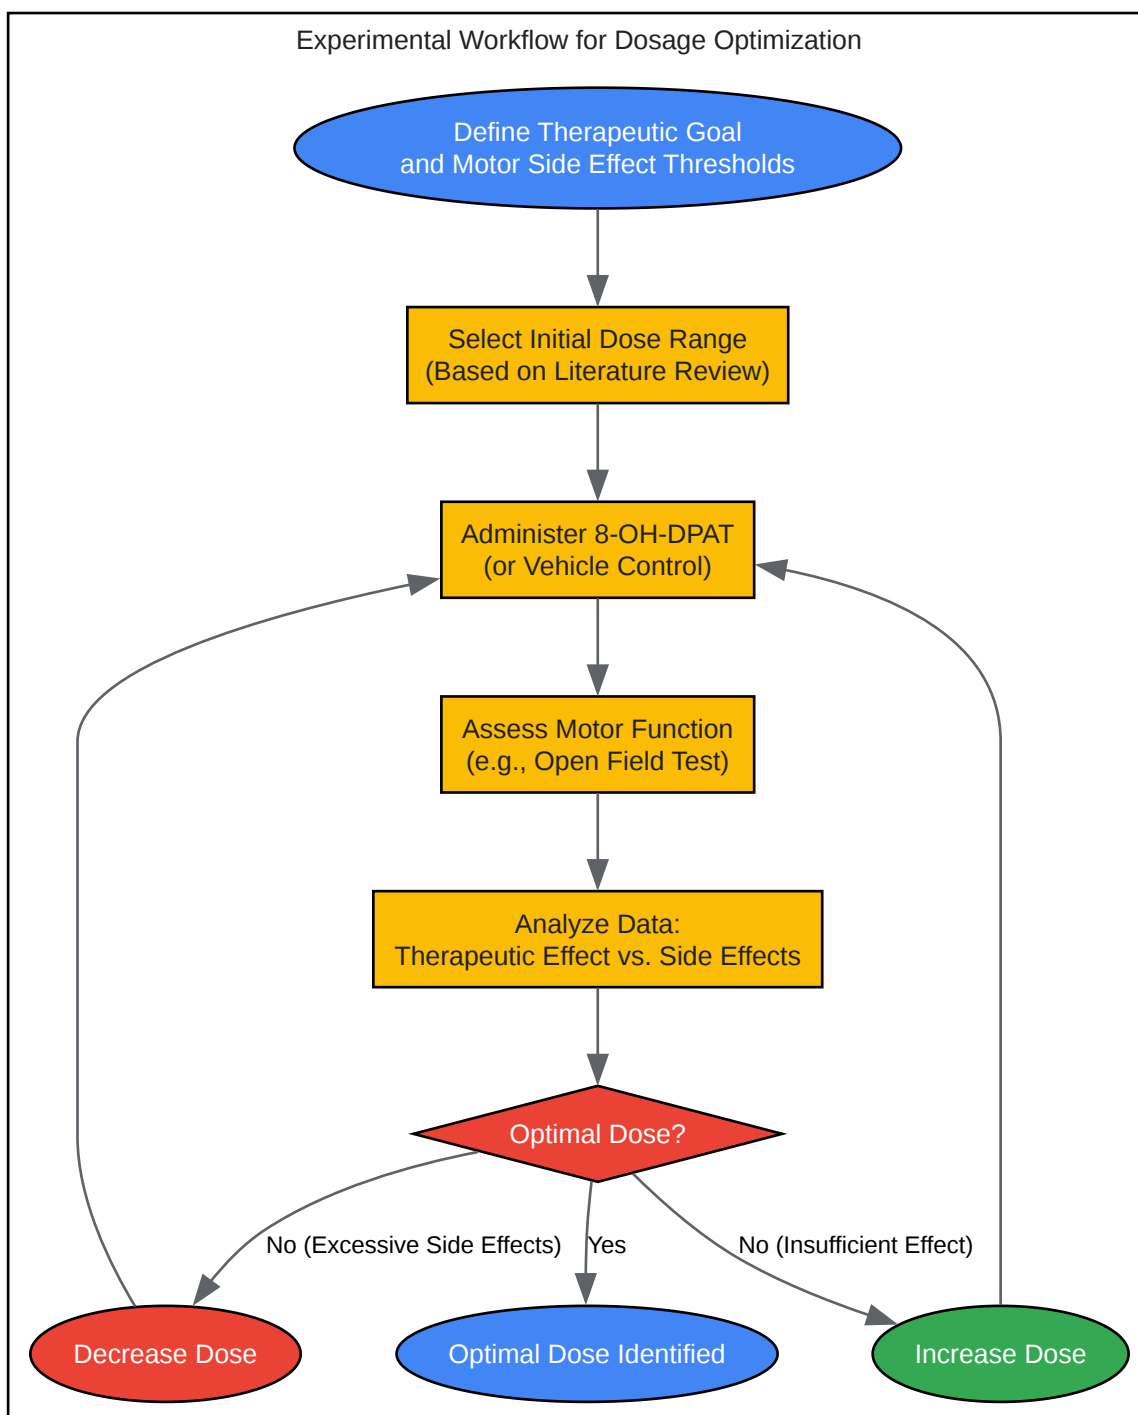 Experimental Workflow for Dosage Optimization
Define Therapeutic Goal
and Motor Side Effect Thresholds
Select Initial Dose Range
(Based on Literature Review)
Administer 8-OH-DPAT
(or Vehicle Control)
Assess Motor Function
(e.g., Open Field Test)
Analyze Data:
Therapeutic Effect vs. Side Effects
Optimal Dose?
No (Excessive Side Effects)
Yes
No (Insufficient Effect)
Decrease Dose
Optimal Dose Identified
Increase Dose